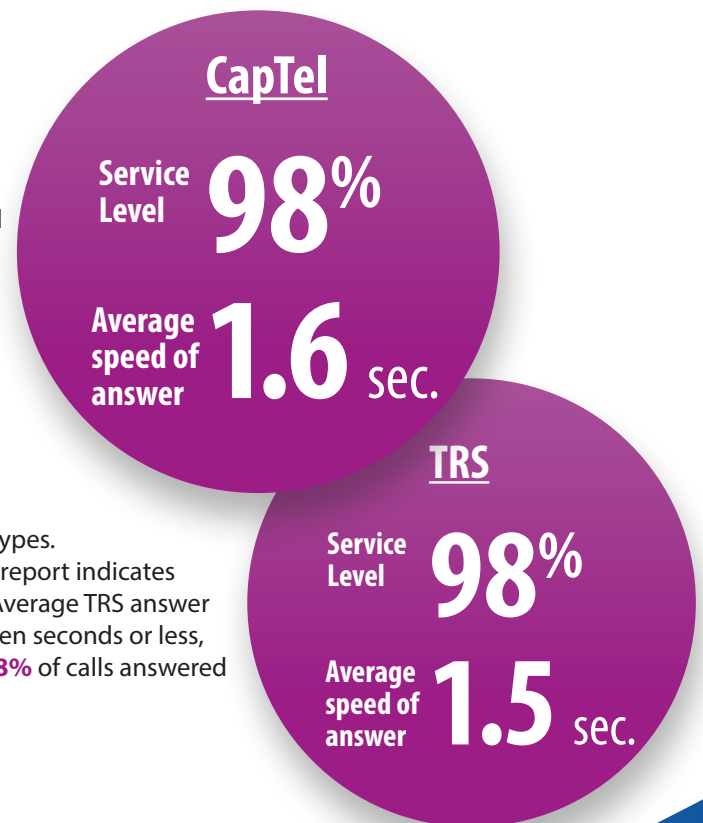 CapTel
Service
Level
98%
Average
speed of
answer
1.6 sec.
ypes.
report indicates
Average TRS answer
en seconds or less,
% of calls answered
TRS
Service
Level
98%
Average
speed of
answer
1.5 sec.